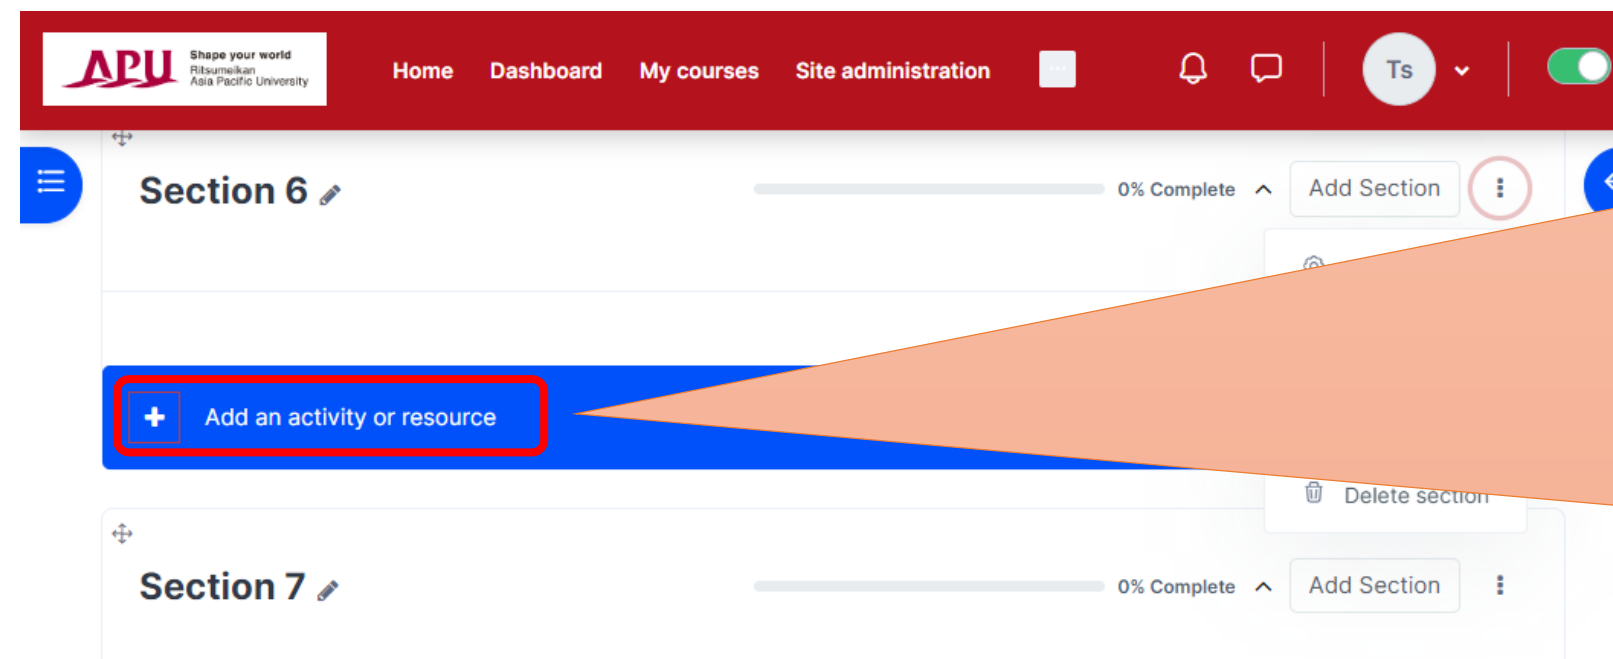 APU
Shape your world
Ritsumeikan
Asia Pacific University
Home Dashboard My courses Site administration
Ts
Section 6
0% Complete
Add Section
Add an activity or resource
Delete section
Section 7
0% Complete
Add Section